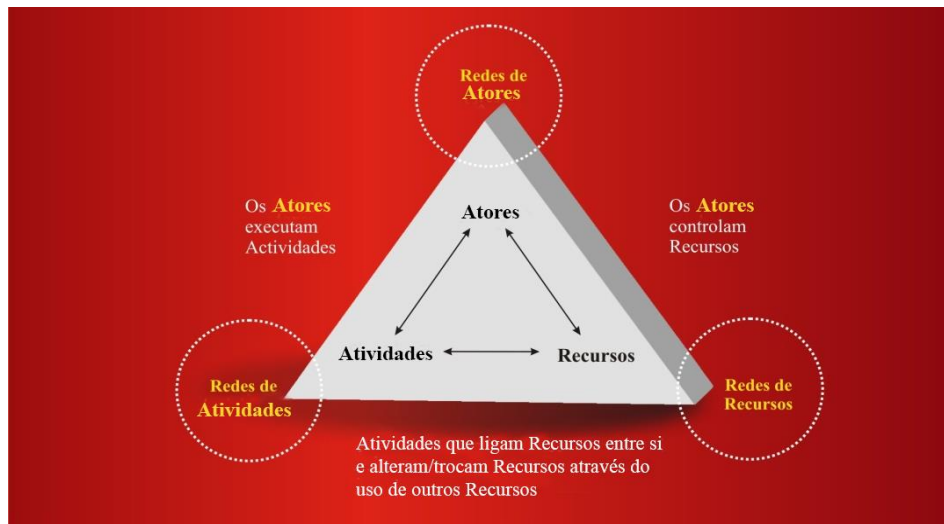 Redes de
Atores
Os Atores
executam
Actividades
Os Atores
controlam
Recursos
Atores
Atividades
Recursos
Redes de
Atividades
Redes de
Recursos
Atividades que ligam Recursos entre si
e alteram/trocam Recursos através do
uso de outros Recursos